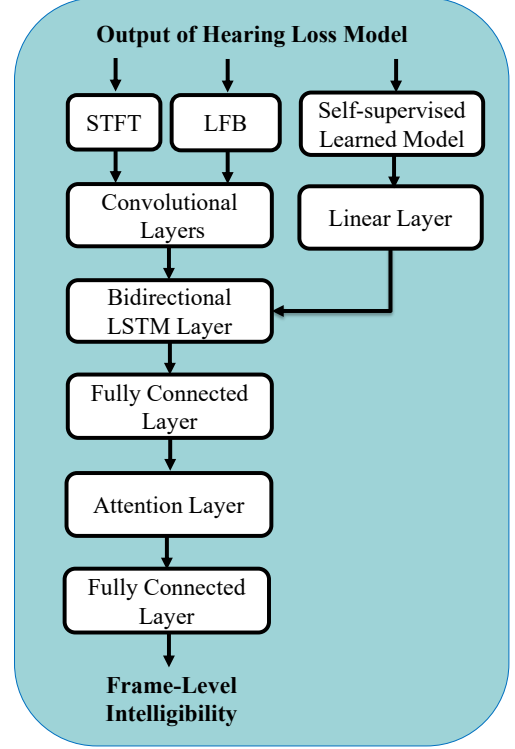 Output of Hearing Loss Model
STFT
LFB
Self-supervised
Learned Model
Convolutional
Layers
Linear Layer
Bidirectional
LSTM Layer
Fully Connected
Layer
Attention Layer
Fully Connected
Layer
Frame-Level
Intelligibility